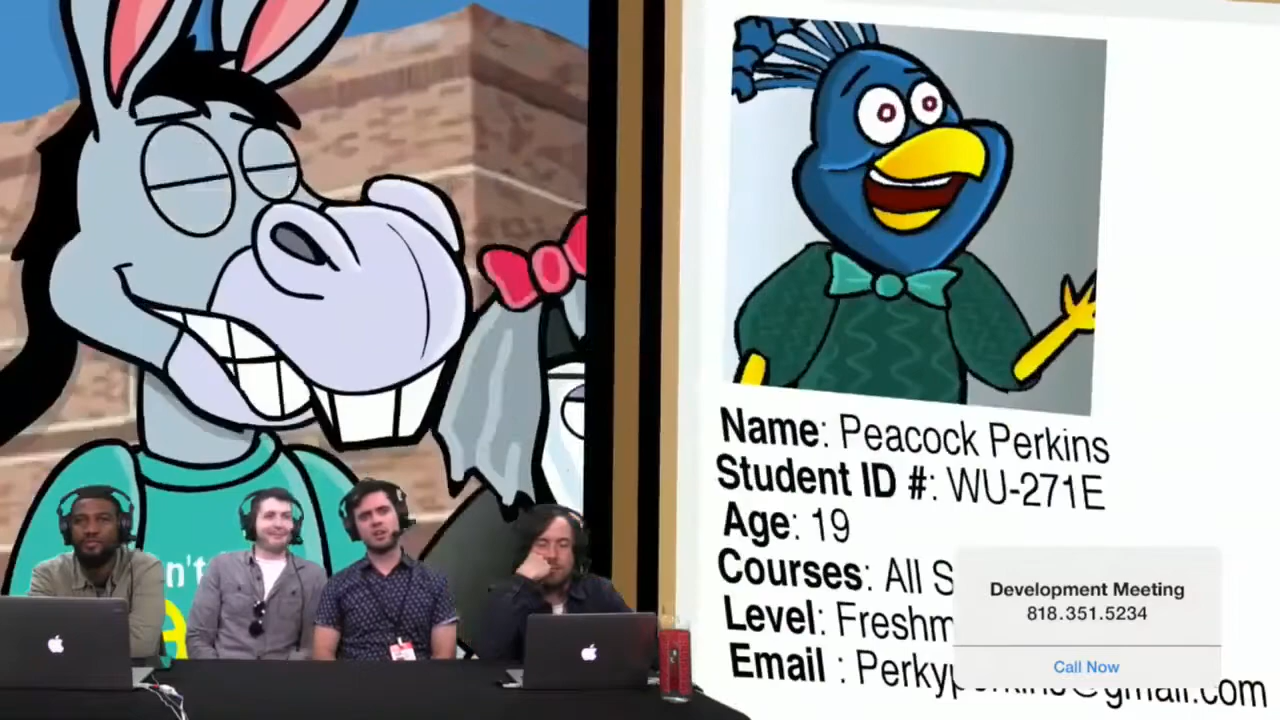 n't
Name: Peacock Perkins
Student ID #: WU-271E
Age: 19
Courses: All S
Level: Freshm
Email : Perkyperkins@gmail.com
Development Meeting
818.351.5234
Call Now